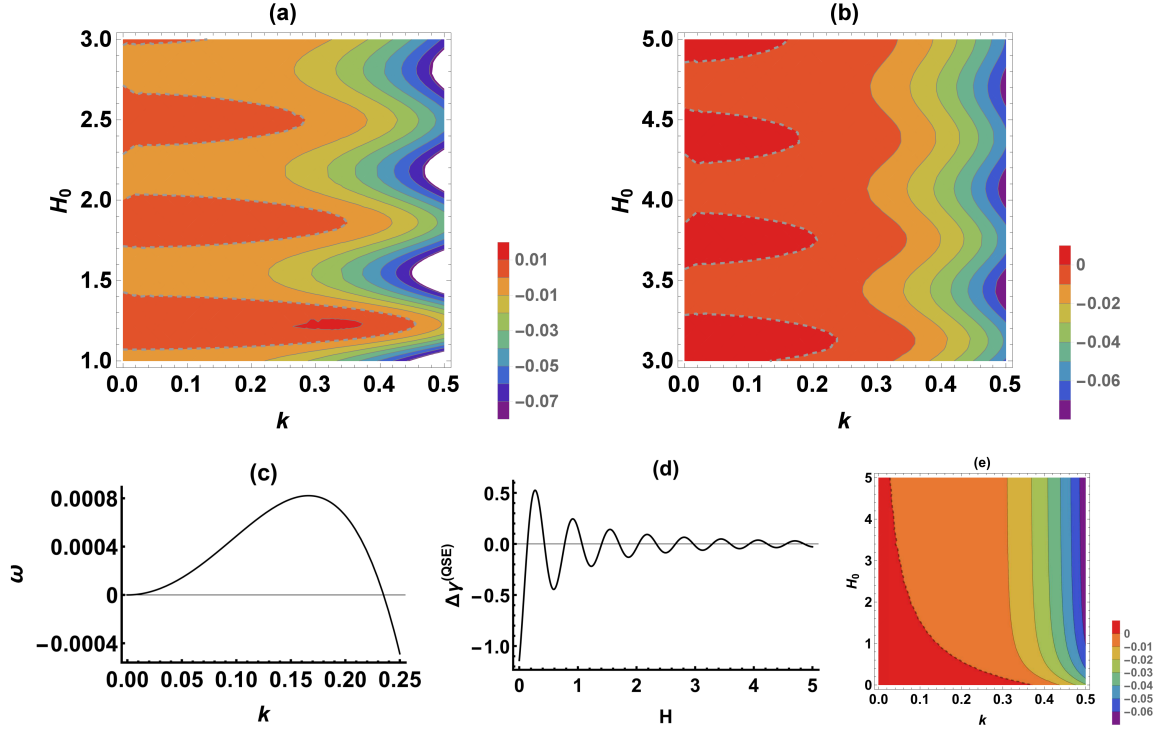 (a)
3.0
2.5
2.0
1.5
1.0
H0
0.0 0.1 0.2 0.3 0.4 0.5
k
0.01
−0.01
−0.03
−0.05
−0.07
(b)
5.0
4.5
4.0
3.5
3.0
H0
0.0 0.1 0.2 0.3 0.4 0.5
k
0
−0.02
−0.04
−0.06
(c)
0.0008
0.0004
0
−0.0004
ω
0.00 0.05 0.10 0.15 0.20 0.25
k
(d)
0.5
0.0
−0.5
−1.0
Δγ(QSE)
0 1 2 3 4 5
H
(e)
5
4
3
2
1
0
H0
0.0 0.1 0.2 0.3 0.4 0.5
k
0
−0.01
−0.02
−0.03
−0.04
−0.05
−0.06